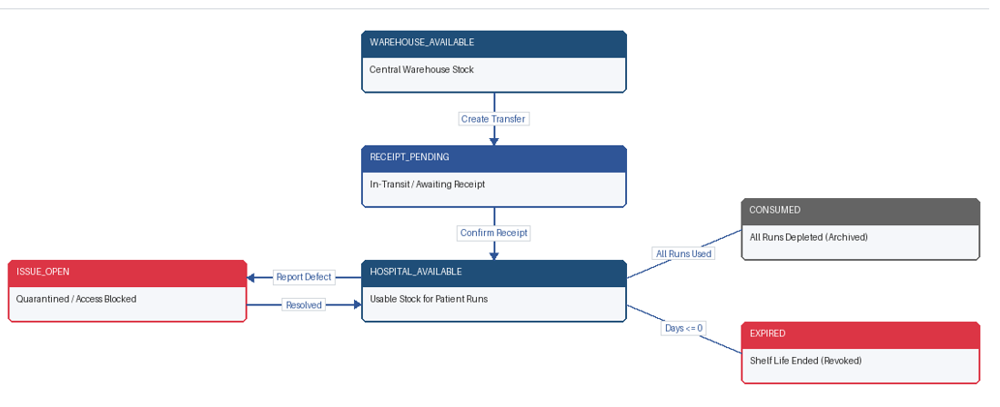 WAREHOUSE_AVAILABLE
Central Warehouse Stock
Create Transfer
RECEIPT_PENDING
In-Transit / Awaiting Receipt
Confirm Receipt
CONSUMED
All Runs Depleted (Archived)
All Runs Used
ISSUE_OPEN
Quarantined / Access Blocked
Report Defect
Resolved
HOSPITAL_AVAILABLE
Usable Stock for Patient Runs
Days <= 0
EXPIRED
Shelf Life Ended (Revoked)